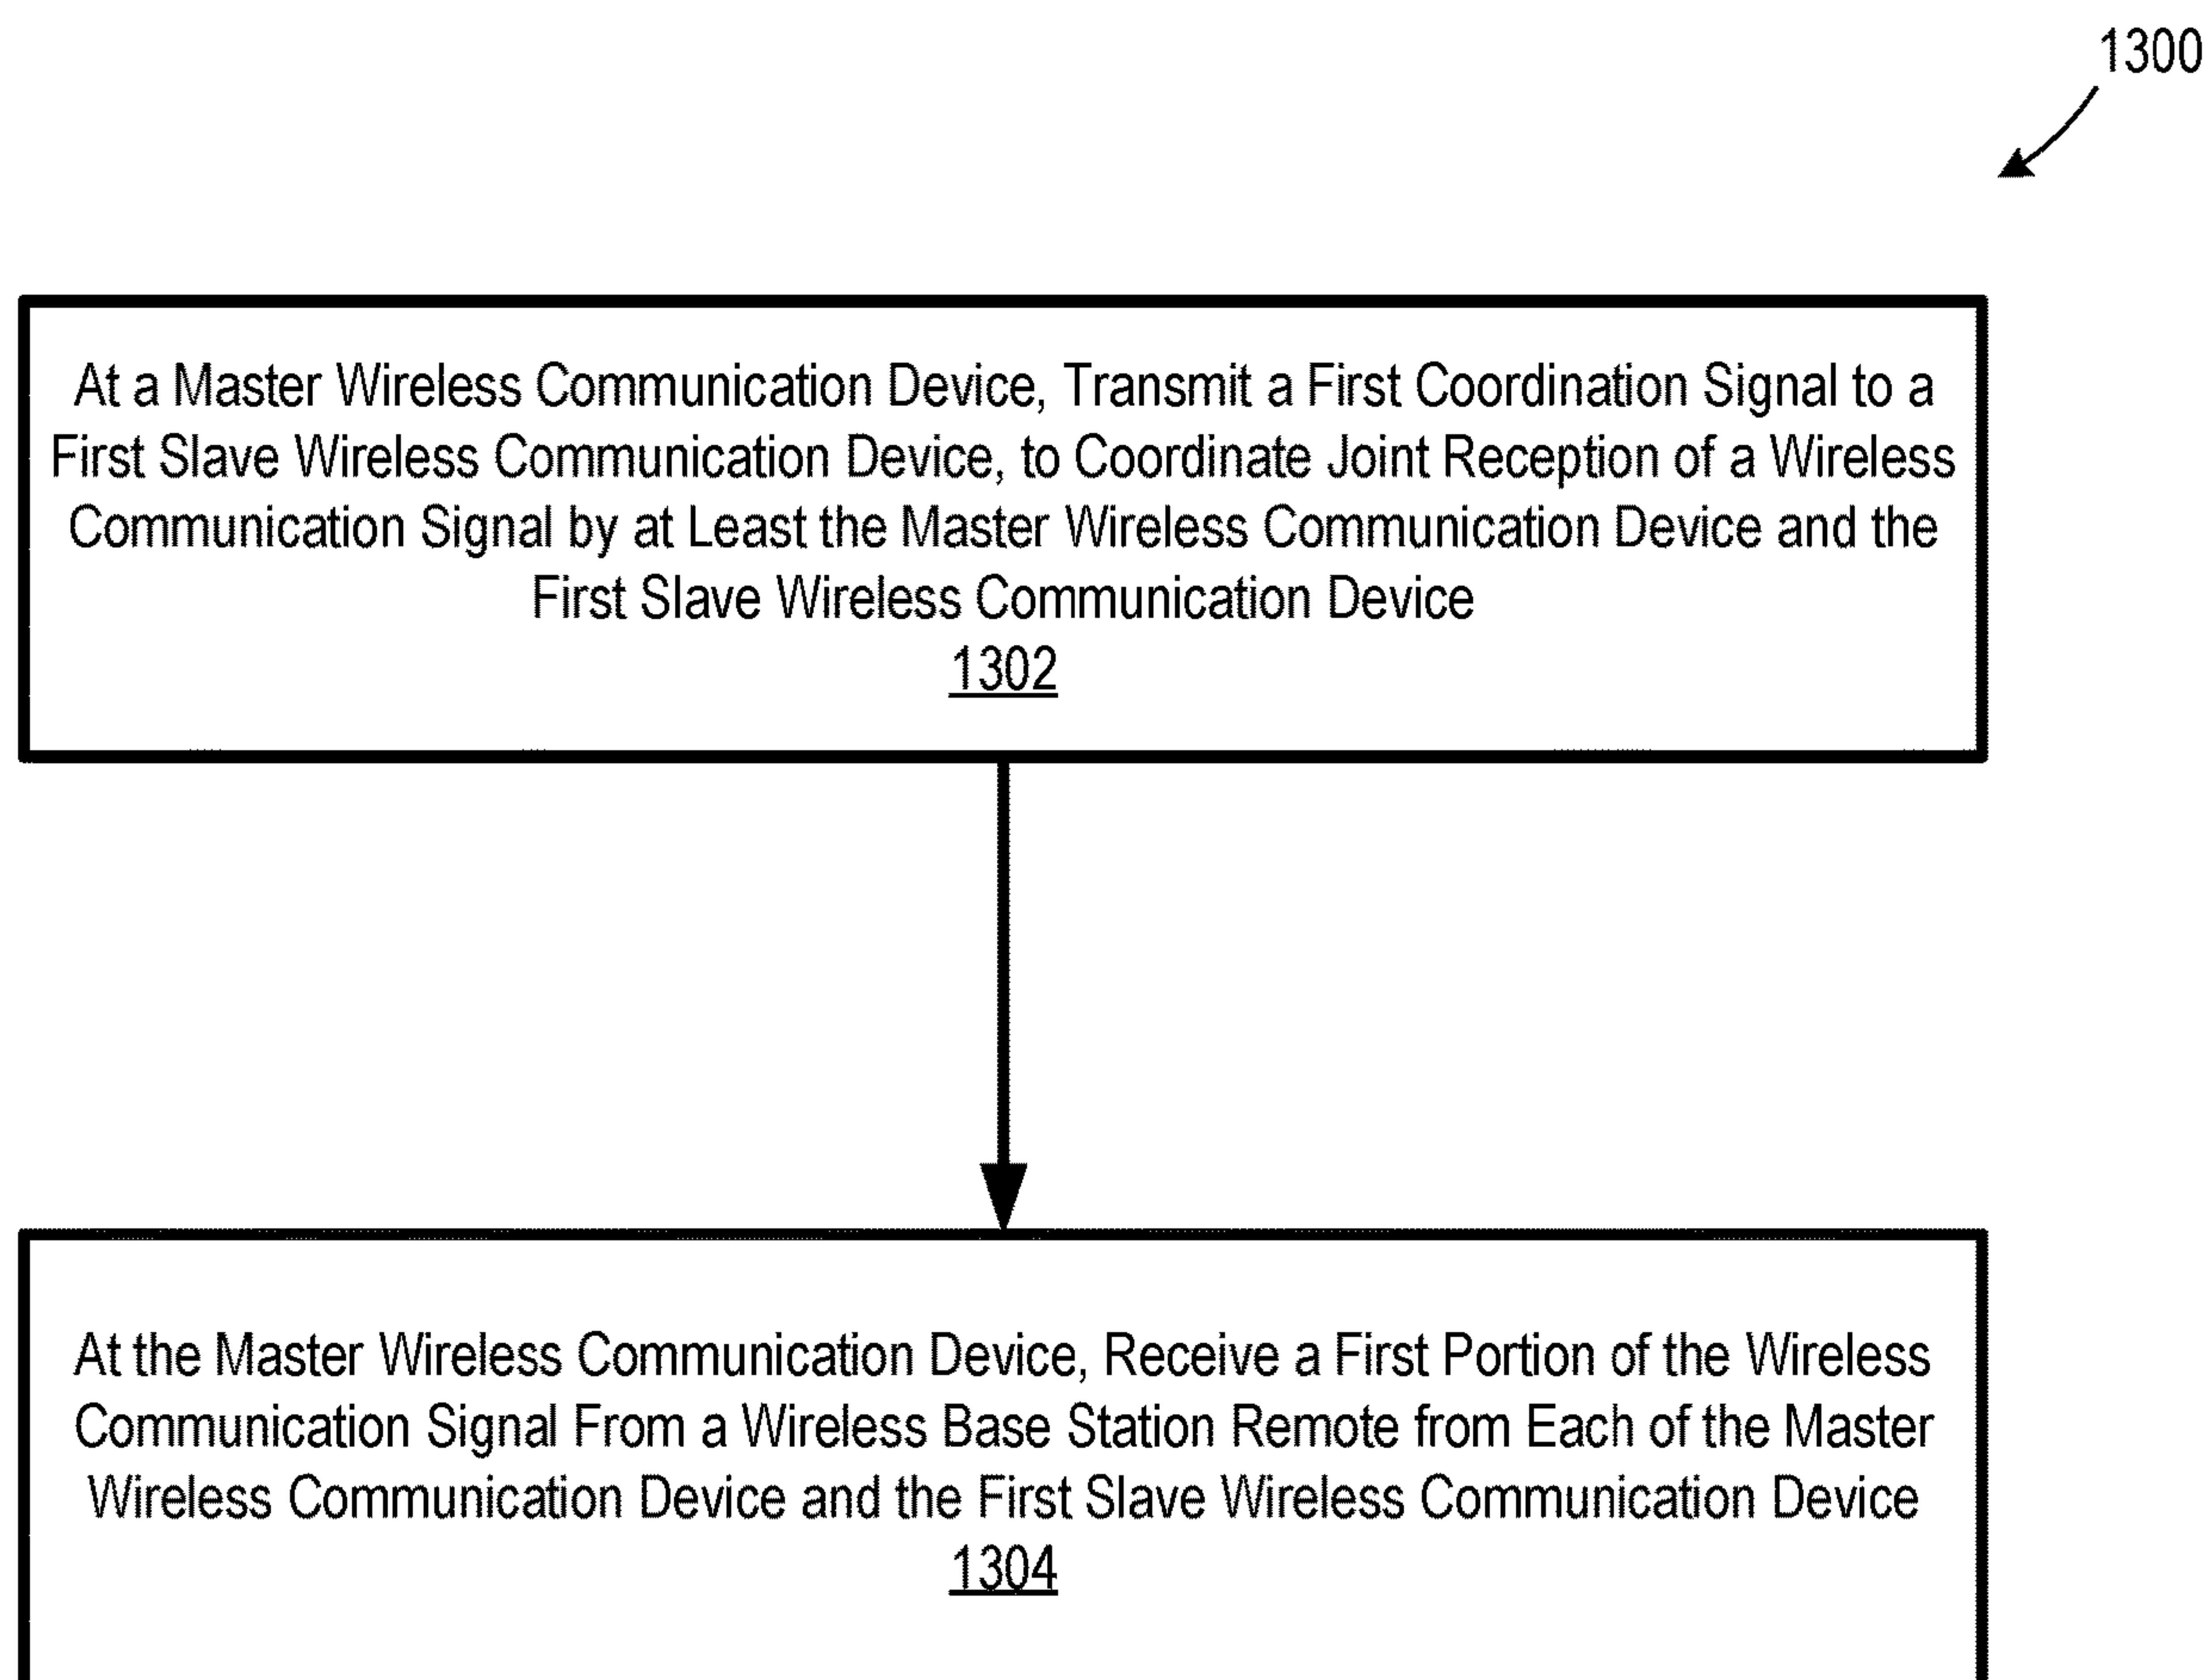 1300
At a Master Wireless Communication Device, Transmit a First Coordination Signal to a
First Slave Wireless Communication Device, to Coordinate Joint Reception of a Wireless
Communication Signal by at Least the Master Wireless Communication Device and the
First Slave Wireless Communication Device
1302
At the Master Wireless Communication Device, Receive a First Portion of the Wireless
Communication Signal From a Wireless Base Station Remote from Each of the Master
Wireless Communication Device and the First Slave Wireless Communication Device
1304